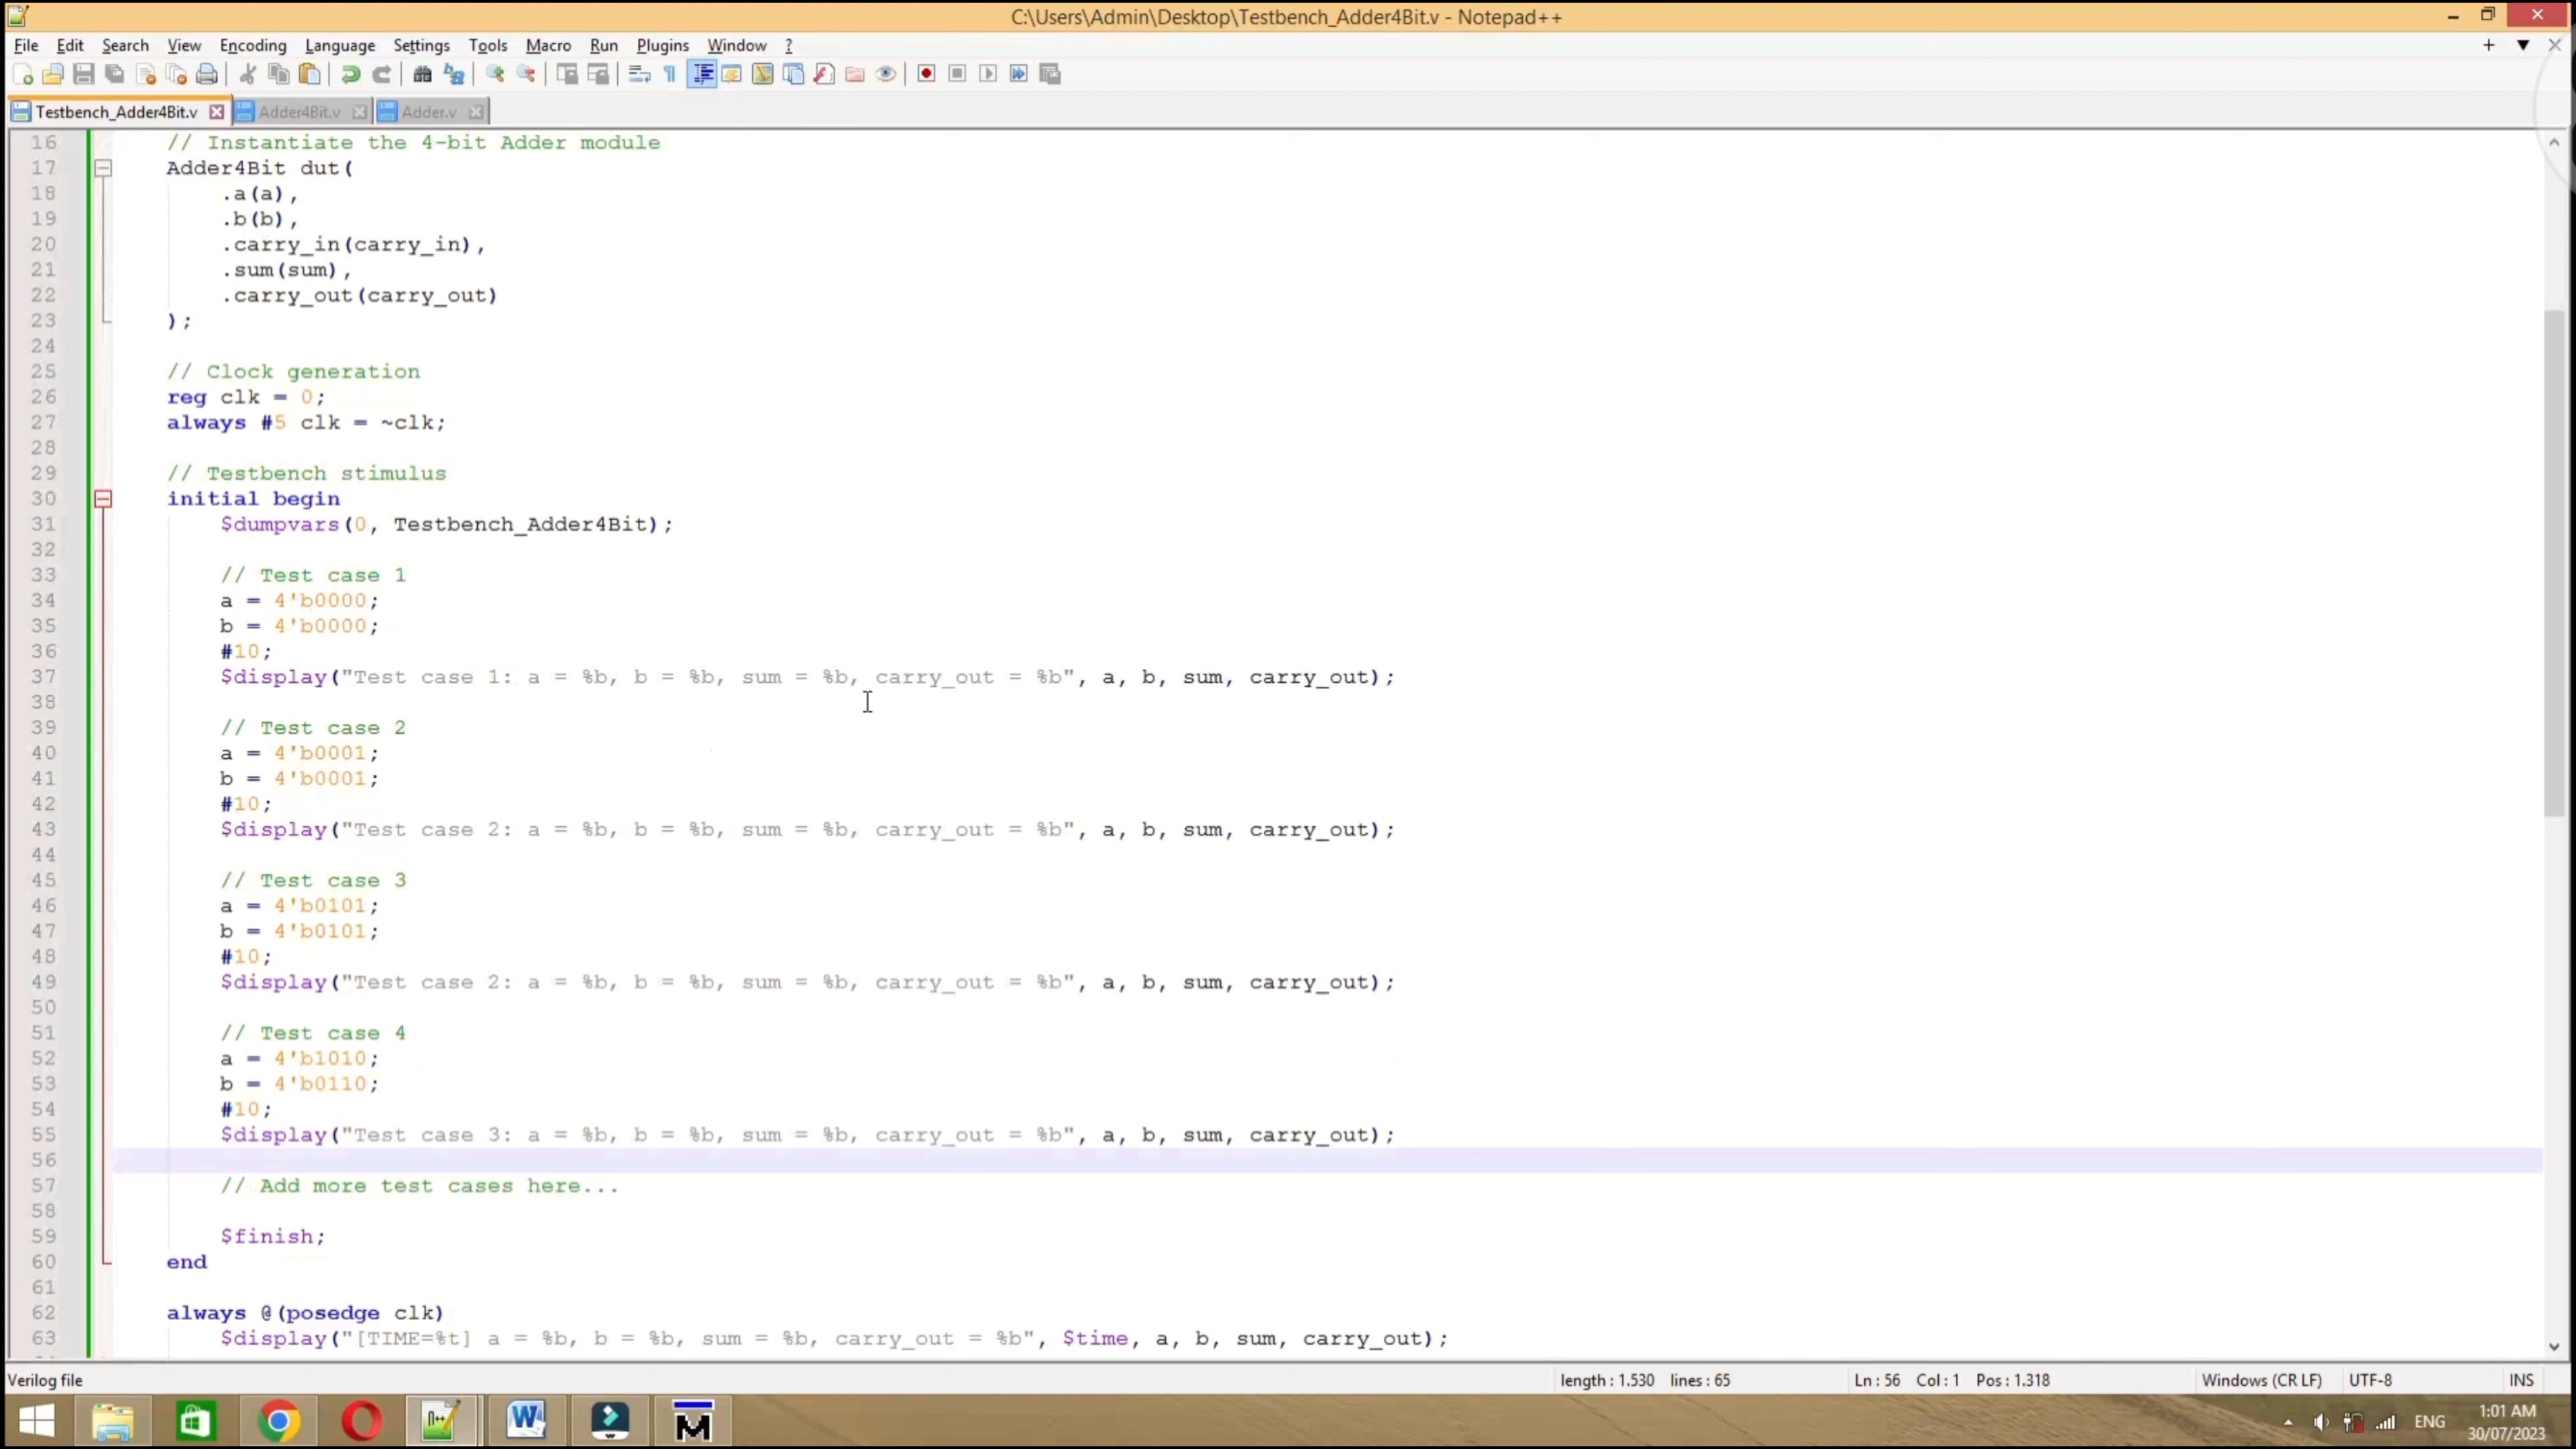 C:\Users\Admin\Desktop\Testbench_Adder4Bit.v - Notepad++
File Edit Search View Encoding Language Settings Tools Macro Run Plugins Window ?
Testbench_Adder4Bit.v Adder4Bit.v Adder.v
16 // Instantiate the 4-bit Adder module
17 Adder4Bit dut(
18 .a(a),
19 .b(b),
20 .carry_in(carry_in),
21 .sum(sum),
22 .carry_out(carry_out)
23 );
24
25 // Clock generation
26 reg clk = 0;
27 always #5 clk = ~clk;
28
29 // Testbench stimulus
30 initial begin
31 $dumpvars(0, Testbench_Adder4Bit);
32
33 // Test case 1
34 a = 4'b0000;
35 b = 4'b0000;
36 #10;
37 $display("Test case 1: a = %b, b = %b, sum = %b, carry_out = %b", a, b, sum, carry_out);
38
39 // Test case 2
40 a = 4'b0001;
41 b = 4'b0001;
42 #10;
43 $display("Test case 2: a = %b, b = %b, sum = %b, carry_out = %b", a, b, sum, carry_out);
44
45 // Test case 3
46 a = 4'b0101;
47 b = 4'b0101;
48 #10;
49 $display("Test case 2: a = %b, b = %b, sum = %b, carry_out = %b", a, b, sum, carry_out);
50
51 // Test case 4
52 a = 4'b1010;
53 b = 4'b0110;
54 #10;
55 $display("Test case 3: a = %b, b = %b, sum = %b, carry_out = %b", a, b, sum, carry_out);
56
57 // Add more test cases here...
58
59 $finish;
60 end
61
62 always @(posedge clk)
63 $display("[TIME=%t] a = %b, b = %b, sum = %b, carry_out = %b", $time, a, b, sum, carry_out);
Verilog file length : 1.530 lines : 65 Ln : 56 Col : 1 Pos : 1.318 Windows (CR LF) UTF-8 INS
ENG 1:01 AM
30/07/2023